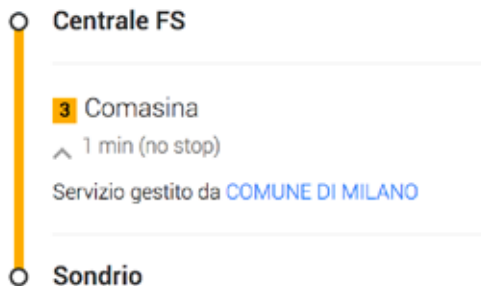 Centrale FS
3 Comasina
1 min (no stop)
Servizio gestito da COMUNE DI MILANO
Sondrio